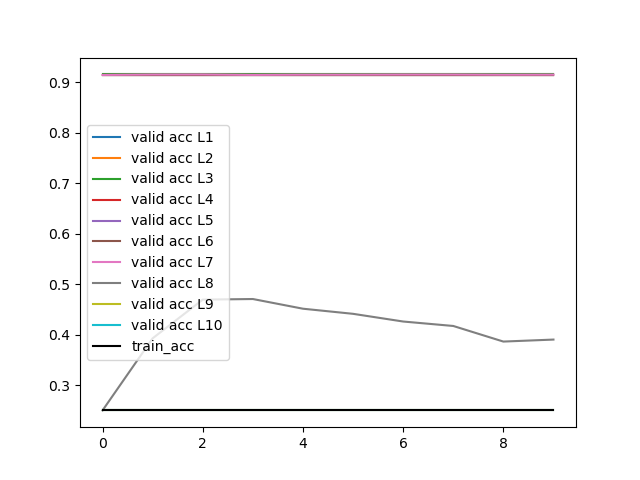 0.9
0.8
0.7
0.6
0.5
0.4
0.3
valid acc L1
valid acc L2
valid acc L3
valid acc L4
valid acc L5
valid acc L6
valid acc L7
valid acc L8
valid acc L9
valid acc L10
train_acc
0 2 4 6 8